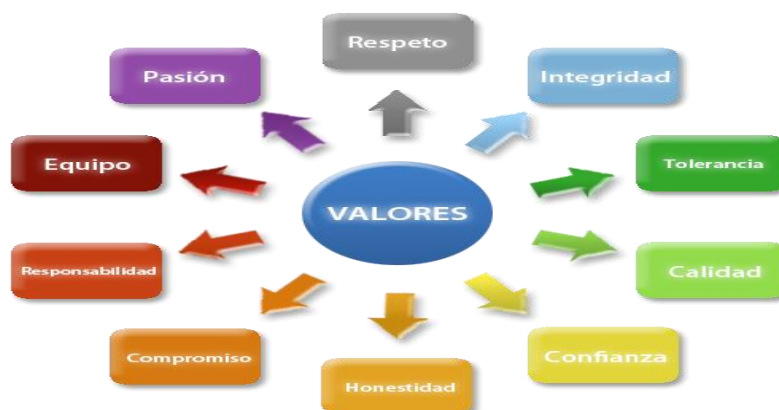 Respeto
Pasión
Integridad
Equipo
Tolerancia
VALORES
Responsabilidad
Calidad
Compromiso
Confianza
Honestidad